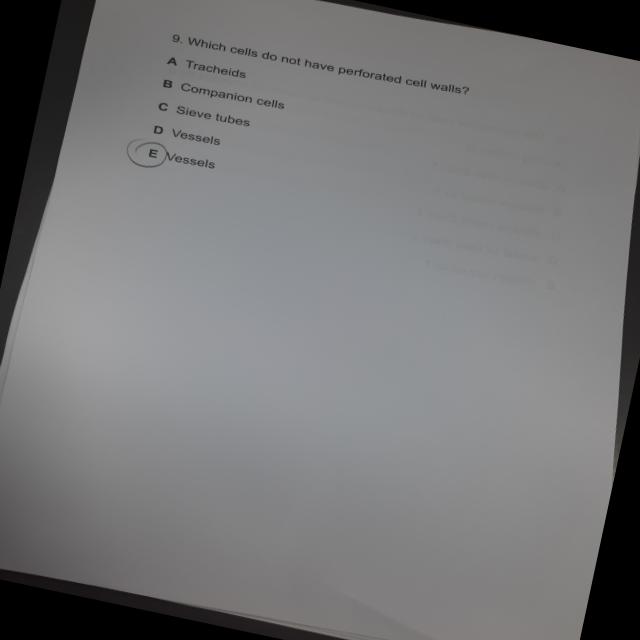 9. Which cells do not have perforated cell walls?
A Tracheids
B Companion cells
C Sieve tubes
D Vessels
E Vessels